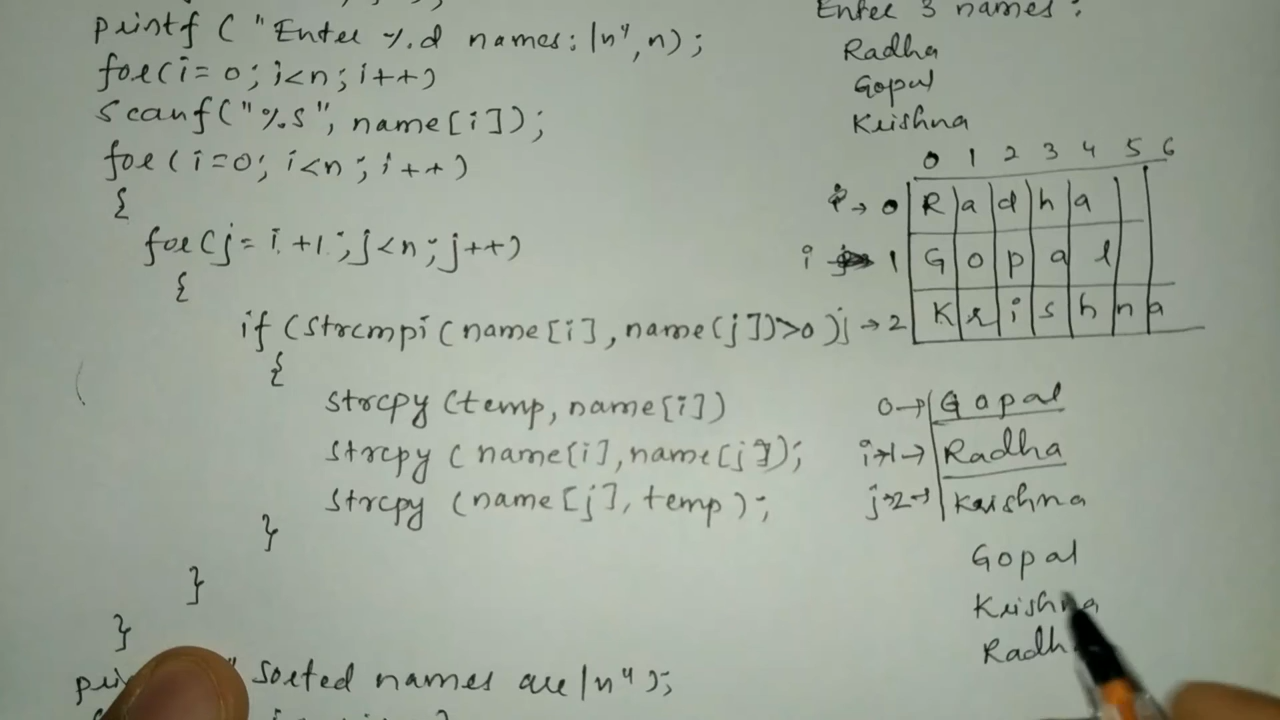 printf ("Enter %d names: \n", n);
for(i= 0; i<n; i++)
scanf("%s", name[i]);
for(i=0; i<n; i++)
{
for(j= i +1 ; j<n; j++)
{
if (strcmpi (name[i], name[j])>0)
{
strcpy (temp, name[i])
strcpy ( name[i], name[j]);
strcpy (name[j], temp);
}
}
}
Sorted names are \n");
Enter 3 names:
Radha
Gopal
Krishna
0 1 2 3 4 5 6
→ 0 R a d h a
i 1 G o p a l
j → 2 K r i s h n a
0→ Gopal
i→1→ Radha
j→2→ Krishna
Gopal
Krishna
Radh